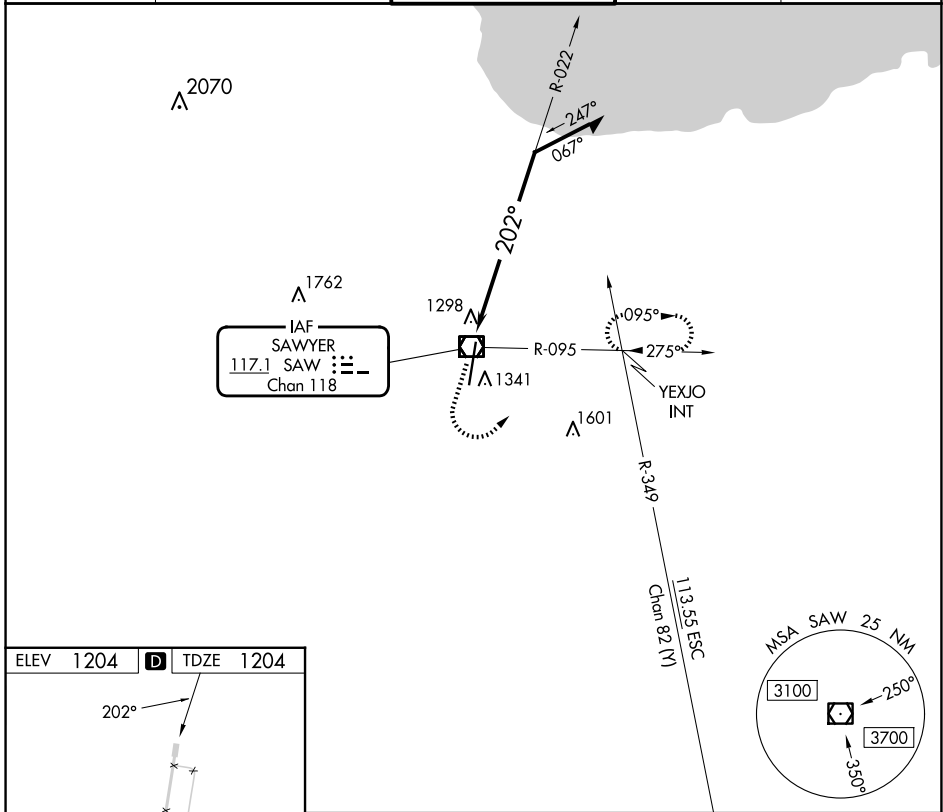 2070
R-022
247°
067°
202°
1762
1298
IAF
SAWYER
117.1 SAW
Chan 118
R-095
095°
275°
1341
YEXJO
INT
1601
R-349
113.55 ESC
Chan 82 (Y)
MSA SAW 25 NM
3100
250°
3700
350°
ELEV 1204 D TDZE 1204
202°